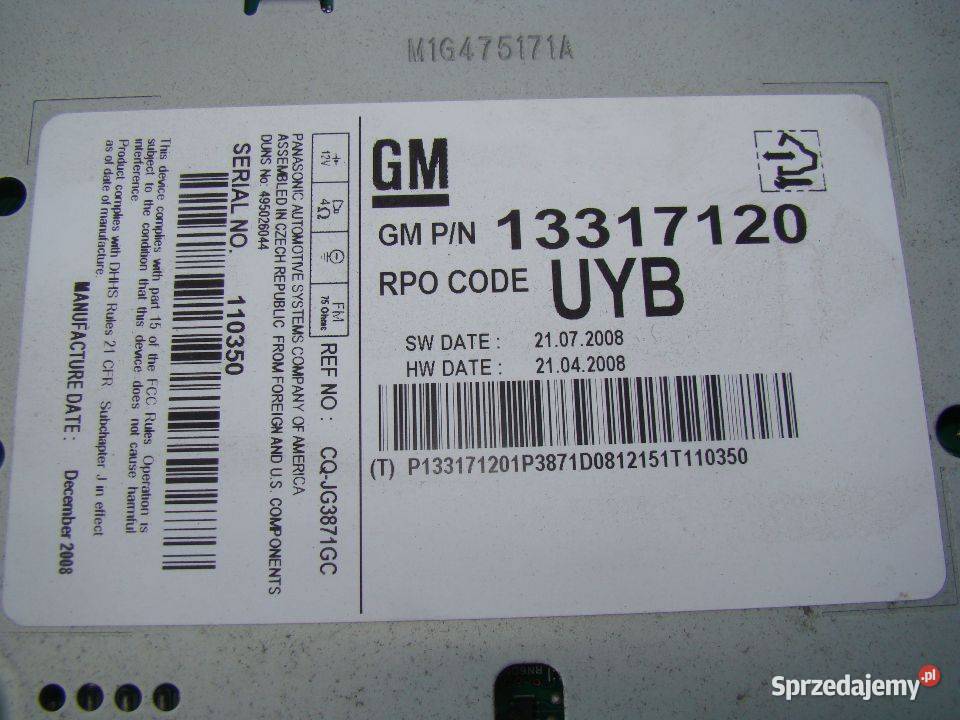 M1G475171A
GM
GM P/N 13317120
RPO CODE UYB
SW DATE : 21.07.2008
HW DATE : 21.04.2008
(T) P133171201P3871D0812151T110350
12V 4Ω FM 75 Ohms
REF NO : CQ-JG3871GC
PANASONIC AUTOMOTIVE SYSTEMS COMPANY OF AMERICA
ASSEMBLED IN CZECH REPUBLIC FROM FOREIGN AND U.S. COMPONENTS
DUNS No: 495026044
SERIAL NO. 110350
This device complies with part 15 of the FCC Rules Operation is
subject to the condition that this device does not cause harmful
interference
Product complies with DHHS Rules 21 CFR Subchapter J in effect
as of date of manufacture.
MANUFACTURE DATE : December 2008
Sprzedajemy.pl